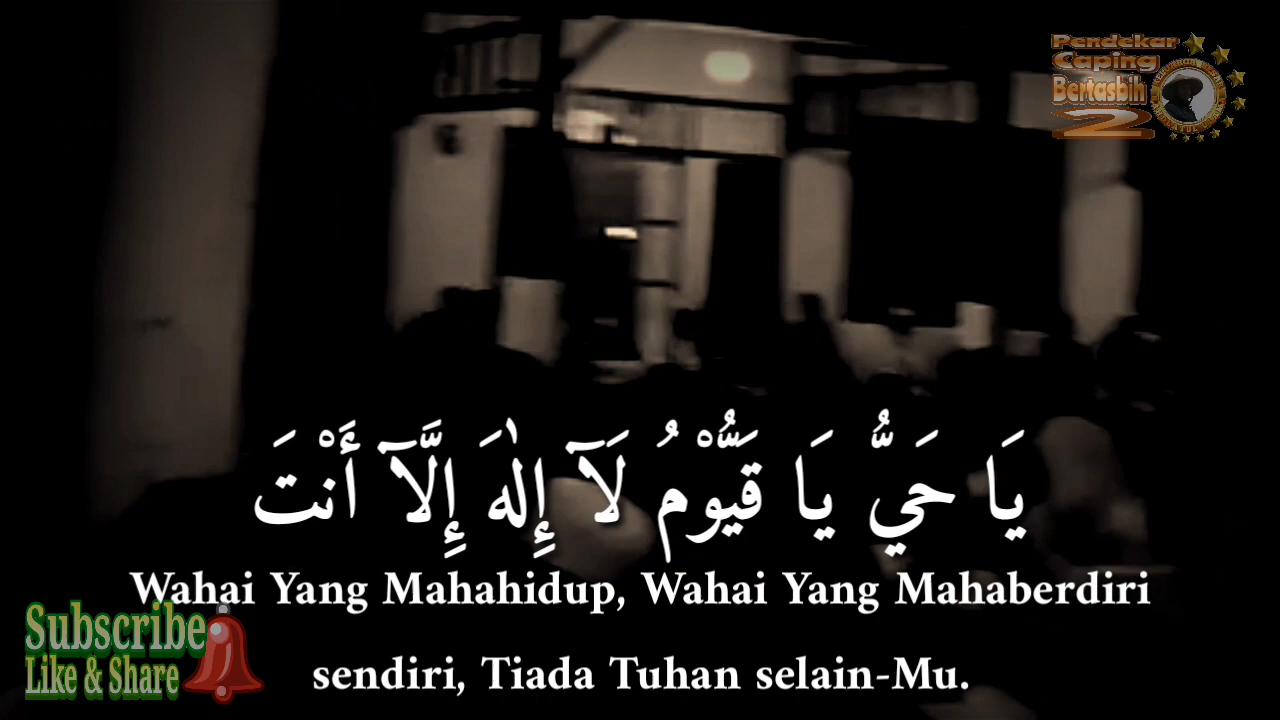 Pendekar
Caping
Bertasbih
2
يَا حَيُّ يَا قَيُّوْمُ لَآ إِلٰهَ إِلَّآ أَنْتَ
Wahai Yang Mahahidup, Wahai Yang Mahaberdiri
sendiri, Tiada Tuhan selain-Mu.
Subscribe
Like & Share